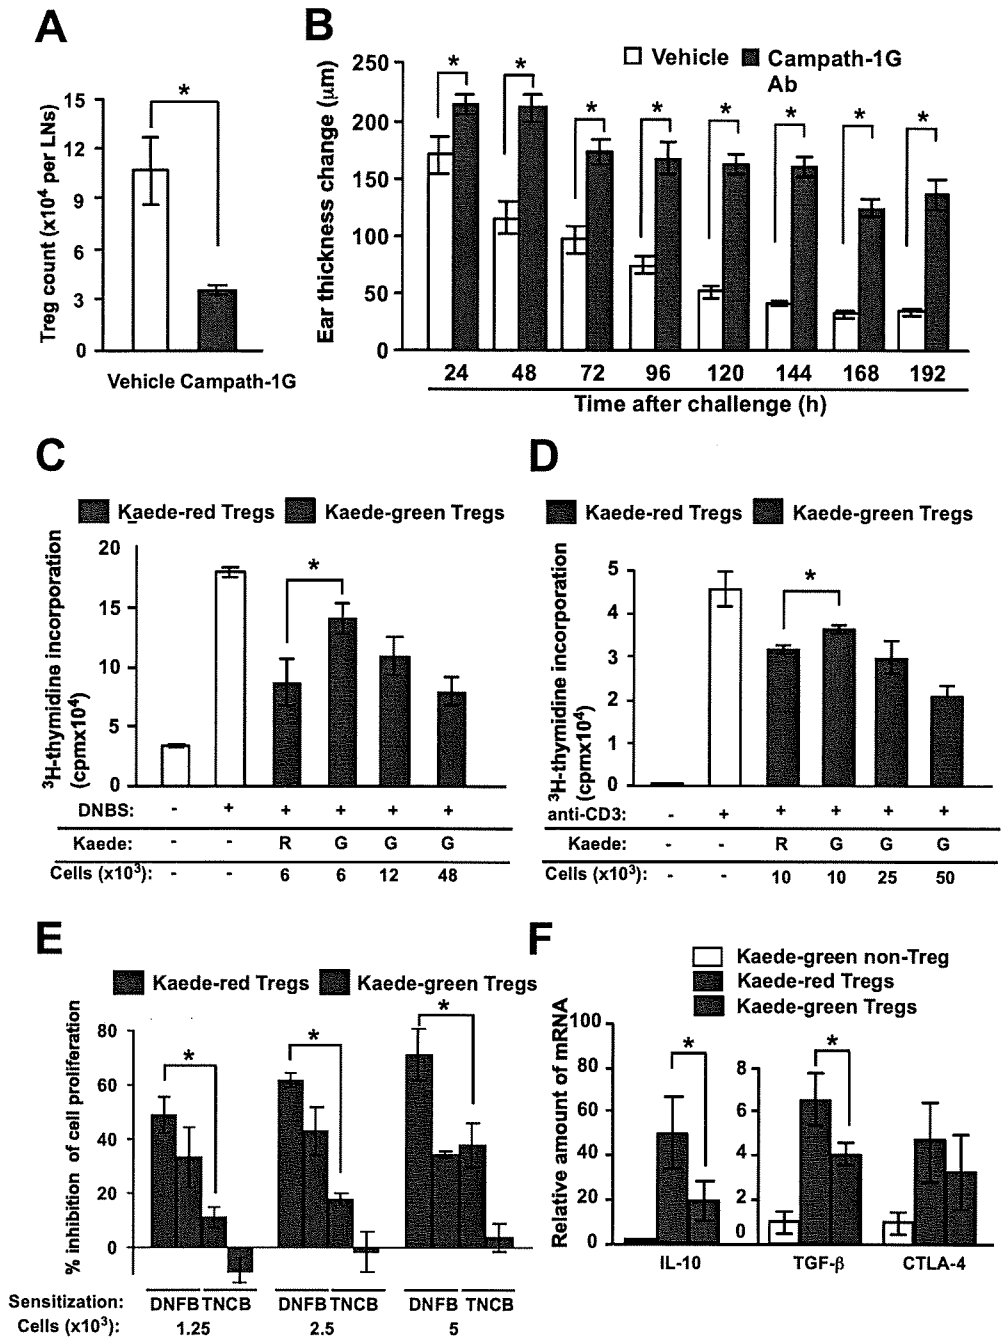 A
Treg count (x10⁴ per LNs)
15
12
9
6
3
0
*
Vehicle Campath-1G
B
Vehicle Campath-1G
Ab
Ear thickness change (μm)
250
200
150
100
50
0
* * * * * * * *
24 48 72 96 120 144 168 192
Time after challenge (h)
C
Kaede-red Tregs Kaede-green Tregs
³H-thymidine incorporation
(cpmx10⁴)
20
15
10
5
0
*
DNBS: - + + + + +
Kaede: - - R G G G
Cells (x10³): - - 6 6 12 48
D
Kaede-red Tregs Kaede-green Tregs
³H-thymidine incorporation
(cpmx10⁴)
5
4
3
2
1
0
*
anti-CD3: - + + + + +
Kaede: - - R G G G
Cells (x10³): - - 10 10 25 50
E
Kaede-red Tregs Kaede-green Tregs
% inhibition of cell proliferation
80
60
40
20
0
* * *
Sensitization: DNFB TNCB DNFB TNCB DNFB TNCB
Cells (x10³): 1.25 2.5 5
F
Kaede-green non-Treg
Kaede-red Tregs
Kaede-green Tregs
Relative amount of mRNA
100
80
60
40
20
0
8
6
4
2
0
* *
IL-10 TGF-β CTLA-4